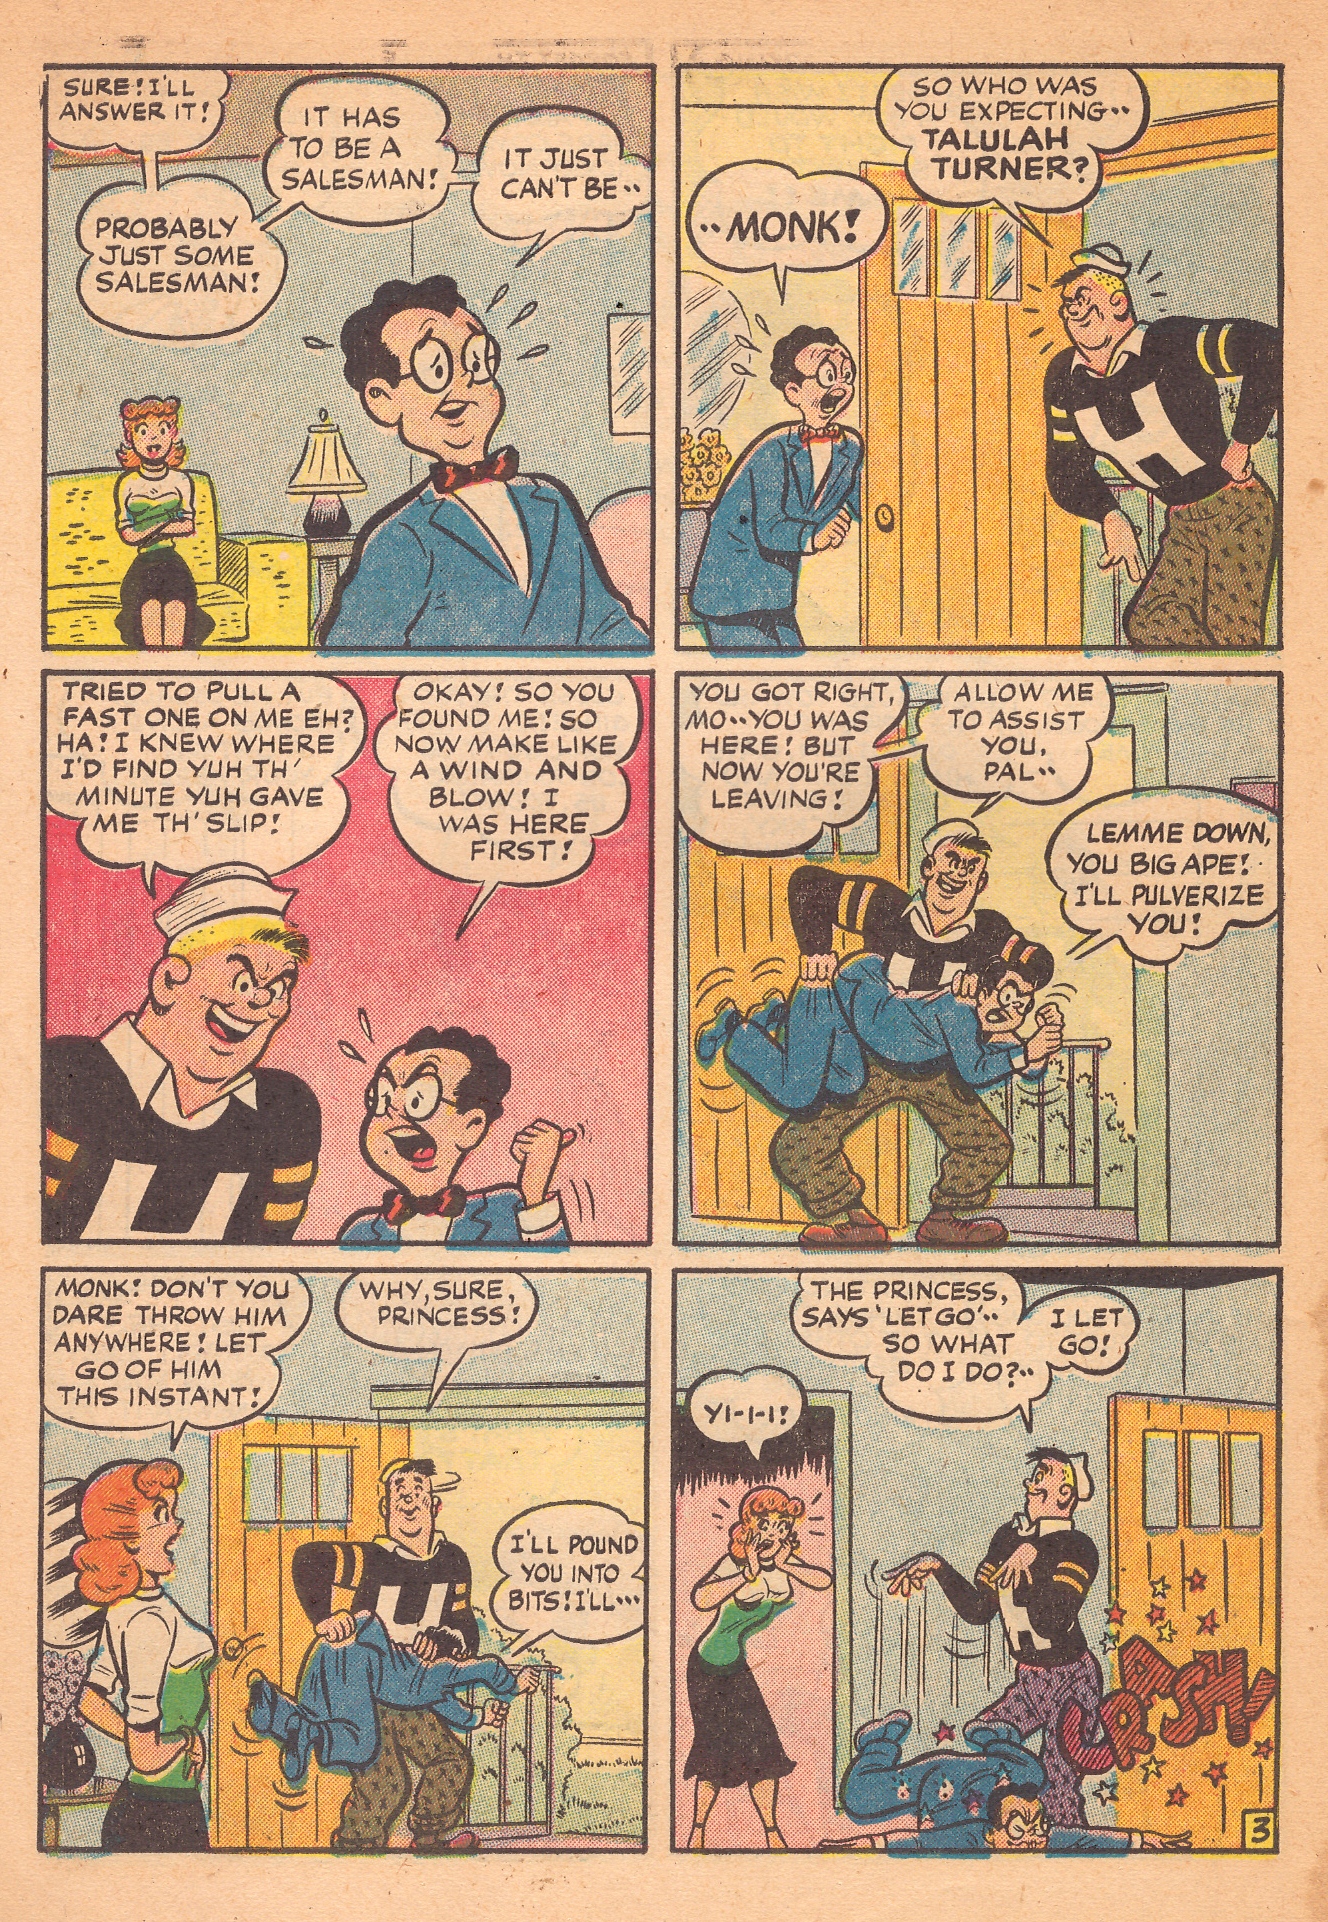 SURE! I'LL
ANSWER IT!
PROBABLY
JUST SOME
SALESMAN!
IT HAS
TO BE A
SALESMAN!
IT JUST
CAN'T BE··
··MONK!
SO WHO WAS
YOU EXPECTING··
TALULAH
TURNER?
H
TRIED TO PULL A
FAST ONE ON ME EH?
HA! I KNEW WHERE
I'D FIND YUH TH'
MINUTE YUH GAVE
ME TH' SLIP!
OKAY! SO YOU
FOUND ME! SO
NOW MAKE LIKE
A WIND AND
BLOW! I
WAS HERE
FIRST!
YOU GOT RIGHT,
MO··YOU WAS
HERE! BUT
NOW YOU'RE
LEAVING!
ALLOW ME
TO ASSIST
YOU,
PAL··
LEMME DOWN,
YOU BIG APE!
I'LL PULVERIZE
YOU!
MONK! DON'T YOU
DARE THROW HIM
ANYWHERE! LET
GO OF HIM
THIS INSTANT!
WHY, SURE,
PRINCESS!
I'LL POUND
YOU INTO
BITS! I'LL···
THE PRINCESS,
SAYS 'LET GO'··
SO WHAT
DO I DO?··
I LET
GO!
YI-I-I!
H
CRASH!
3